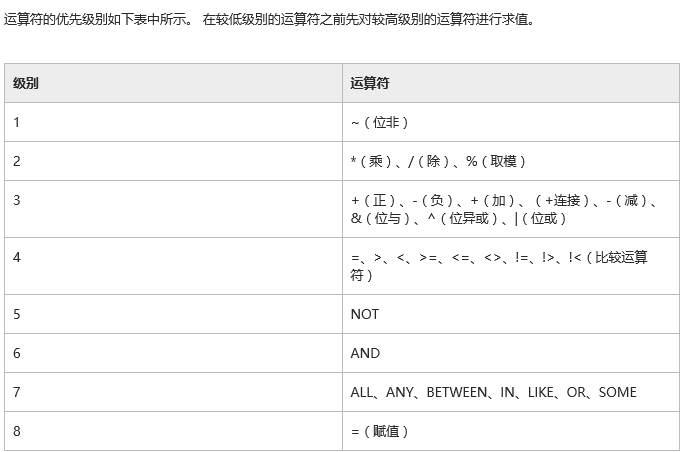 运算符的优先级别如下表中所示。 在较低级别的运算符之前先对较高级别的运算符进行求值。
级别 运算符
1 ~（位非）
2 *（乘）、/（除）、%（取模）
3 +（正）、-（负）、+（加）、（+连接）、-（减）、
&（位与）、^（位异或）、|（位或）
4 =、>、<、>=、<=、<>、!=、!>、!<（比较运算
符）
5 NOT
6 AND
7 ALL、ANY、BETWEEN、IN、LIKE、OR、SOME
8 =（赋值）